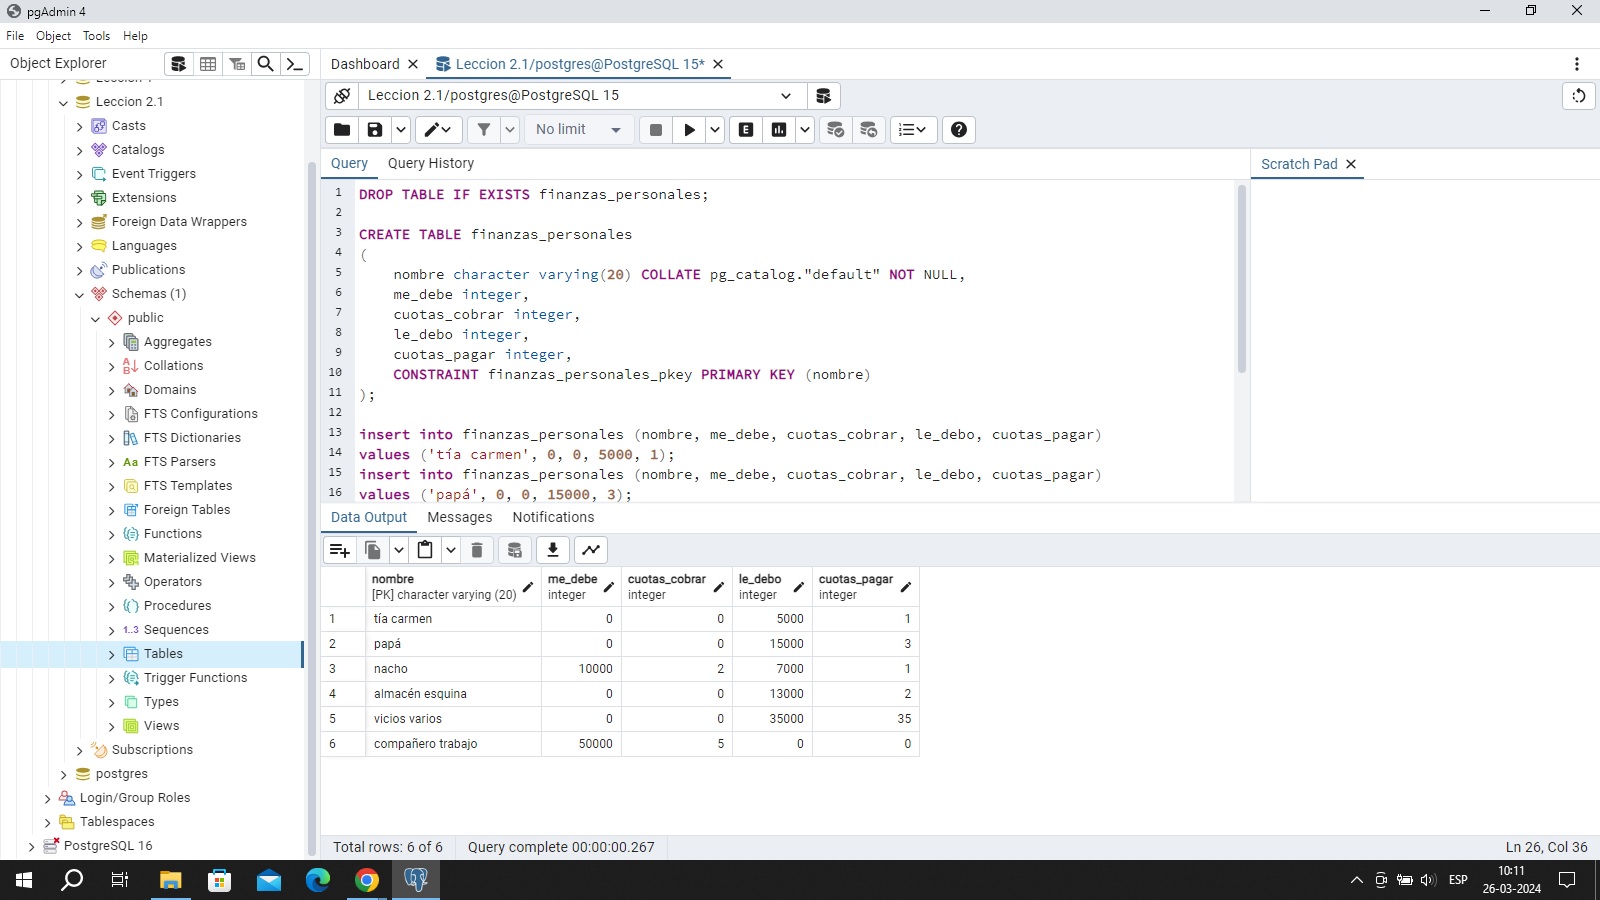 pgAdmin 4
File Object Tools Help
Object Explorer
Dashboard
Leccion 2.1/postgres@PostgreSQL 15*
Leccion 2.1
Casts
Catalogs
Event Triggers
Extensions
Foreign Data Wrappers
Languages
Publications
Schemas (1)
public
Aggregates
Collations
Domains
FTS Configurations
FTS Dictionaries
Aa FTS Parsers
FTS Templates
Foreign Tables
Functions
Materialized Views
Operators
Procedures
1..3 Sequences
Tables
Trigger Functions
Types
Views
Subscriptions
postgres
Login/Group Roles
Tablespaces
PostgreSQL 16
Leccion 2.1/postgres@PostgreSQL 15
No limit
E
Query Query History
Scratch Pad
1 DROP TABLE IF EXISTS finanzas_personales;
2
3 CREATE TABLE finanzas_personales
4 (
5 nombre character varying(20) COLLATE pg_catalog."default" NOT NULL,
6 me_debe integer,
7 cuotas_cobrar integer,
8 le_debo integer,
9 cuotas_pagar integer,
10 CONSTRAINT finanzas_personales_pkey PRIMARY KEY (nombre)
11 );
12
13 insert into finanzas_personales (nombre, me_debe, cuotas_cobrar, le_debo, cuotas_pagar)
14 values ('tía carmen', 0, 0, 5000, 1);
15 insert into finanzas_personales (nombre, me_debe, cuotas_cobrar, le_debo, cuotas_pagar)
16 values ('papá', 0, 0, 15000, 3);
Data Output Messages Notifications
nombre me_debe cuotas_cobrar le_debo cuotas_pagar
[PK] character varying (20) integer integer integer integer
1 tía carmen 0 0 5000 1
2 papá 0 0 15000 3
3 nacho 10000 2 7000 1
4 almacén esquina 0 0 13000 2
5 vicios varios 0 0 35000 35
6 compañero trabajo 50000 5 0 0
Total rows: 6 of 6 Query complete 00:00:00.267 Ln 26, Col 36
ESP
10:11
26-03-2024